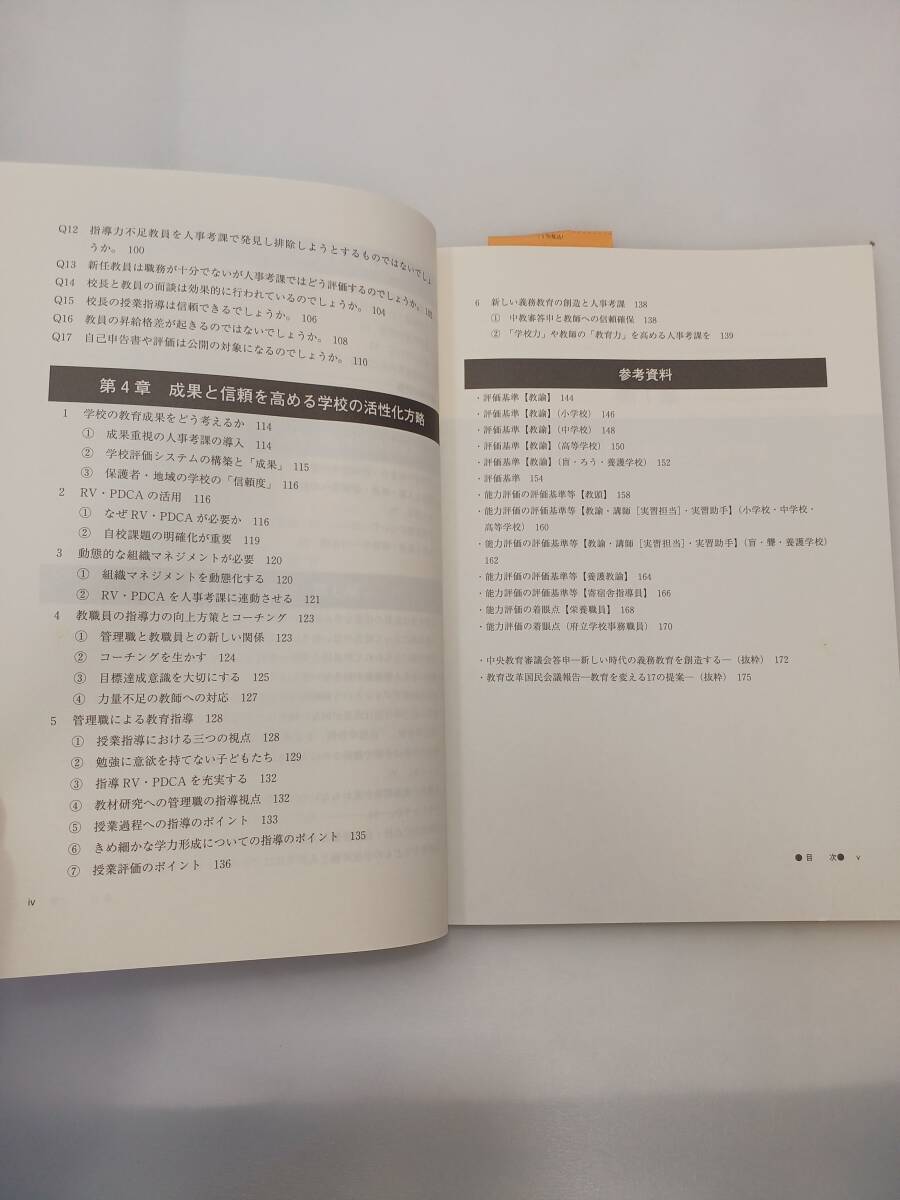 Q12 指導力不足教員を人事考課で発見し排除しようとするものではないでしょ
うか。 100
Q13 新任教員は職務が十分でないが人事考課ではどう評価するのでしょうか。
Q14 校長と教員の面談は効果的に行われているのでしょうか。 104
Q15 校長の授業指導は信頼できるでしょうか。 106
Q16 教員の昇給格差が起きるのではないでしょうか。 108
Q17 自己申告書や評価は公開の対象になるのでしょうか。 110
第4章 成果と信頼を高める学校の活性化方略
1 学校の教育成果をどう考えるか 114
① 成果重視の人事考課の導入 114
② 学校評価システムの構築と「成果」 115
③ 保護者・地域の学校の「信頼度」 116
2 RV・PDCAの活用 116
① なぜRV・PDCAが必要か 116
② 自校課題の明確化が重要 119
3 動態的な組織マネジメントが必要 120
① 組織マネジメントを動態化する 120
② RV・PDCAを人事考課に連動させる 121
4 教職員の指導力の向上方策とコーチング 123
① 管理職と教職員との新しい関係 123
② コーチングを生かす 124
③ 目標達成意識を大切にする 125
④ 力量不足の教師への対応 127
5 管理職による教育指導 128
① 授業指導における三つの視点 128
② 勉強に意欲を持てない子どもたち 129
③ 指導RV・PDCAを充実する 132
④ 教材研究への管理職の指導視点 132
⑤ 授業過程への指導のポイント 133
⑥ きめ細かな学力形成についての指導のポイント 135
⑦ 授業評価のポイント 136
iv
6 新しい義務教育の創造と人事考課 138
① 中教審答申と教師への信頼確保 138
② 「学校力」や教師の「教育力」を高める人事考課を 139
参考資料
・評価基準【教諭】 144
・評価基準【教諭】（小学校） 146
・評価基準【教諭】（中学校） 148
・評価基準【教諭】（高等学校） 150
・評価基準【教諭】（盲・ろう・養護学校） 152
・評価基準 154
・能力評価の評価基準等【教頭】 158
・能力評価の評価基準等【教諭・講師［実習担当］・実習助手】（小学校・中学校・
高等学校） 160
・能力評価の評価基準等【教諭・講師［実習担当］・実習助手】（盲・聾・養護学校）
162
・能力評価の評価基準等【養護教諭】 164
・能力評価の評価基準等【寄宿舎指導員】 166
・能力評価の着眼点【栄養職員】 168
・能力評価の着眼点（府立学校事務職員） 170
・中央教育審議会答申―新しい時代の義務教育を創造する―（抜粋） 172
・教育改革国民会議報告―教育を変える17の提案―（抜粋） 175
●目 次● v